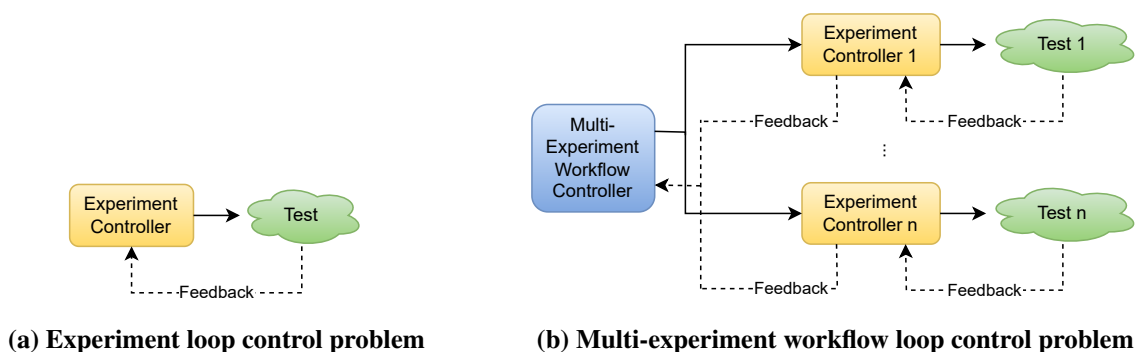 Experiment
Controller
Test
Feedback
(a) Experiment loop control problem
Multi-
Experiment
Workflow
Controller
Experiment
Controller 1
Test 1
Feedback
Feedback
...
Experiment
Controller n
Test n
Feedback
Feedback
(b) Multi-experiment workflow loop control problem